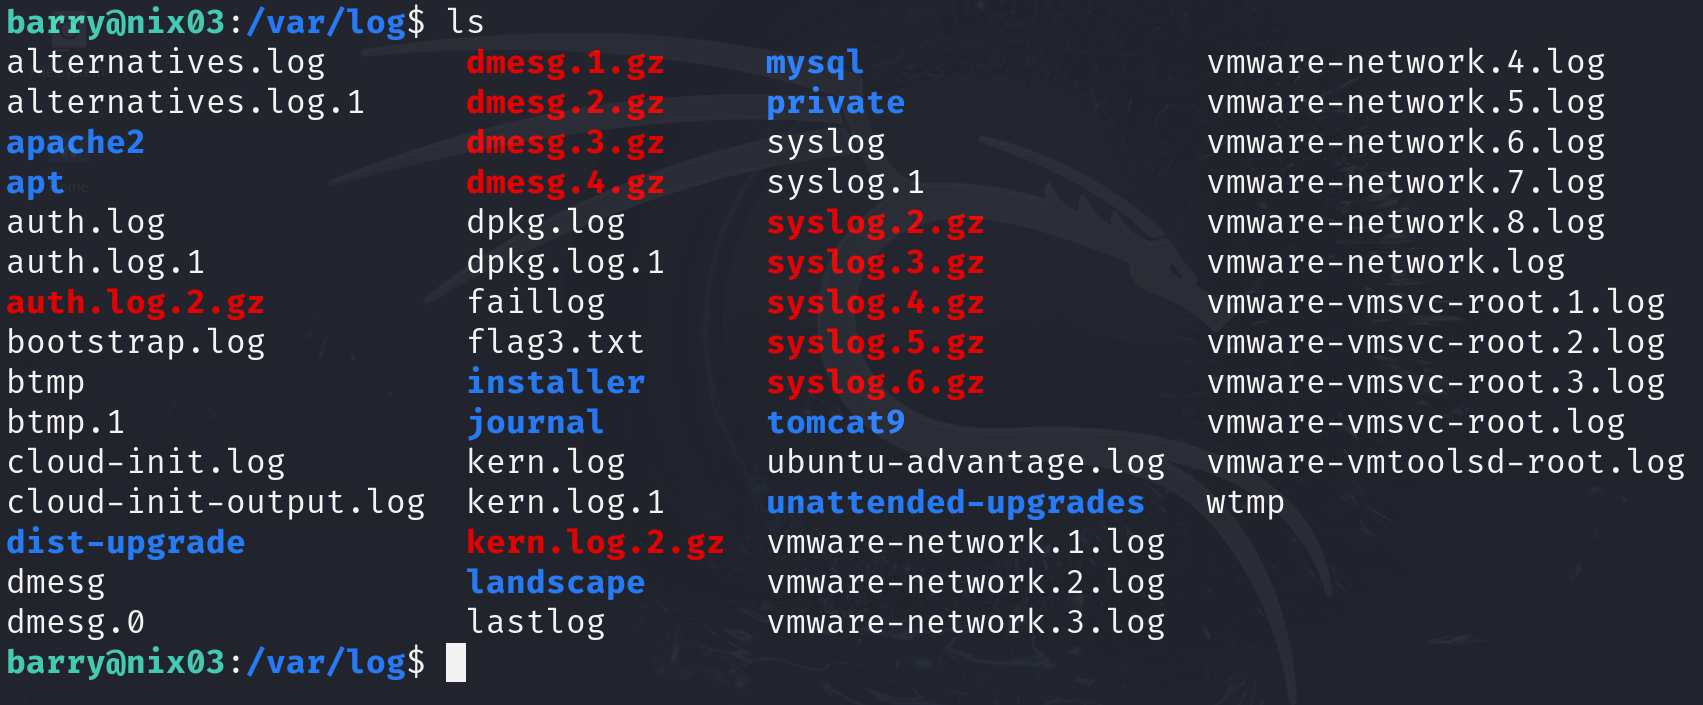 barry@nix03:/var/log$ ls
alternatives.log dmesg.1.gz mysql vmware-network.4.log
alternatives.log.1 dmesg.2.gz private vmware-network.5.log
apache2 dmesg.3.gz syslog vmware-network.6.log
apt dmesg.4.gz syslog.1 vmware-network.7.log
auth.log dpkg.log syslog.2.gz vmware-network.8.log
auth.log.1 dpkg.log.1 syslog.3.gz vmware-network.log
auth.log.2.gz faillog syslog.4.gz vmware-vmsvc-root.1.log
bootstrap.log flag3.txt syslog.5.gz vmware-vmsvc-root.2.log
btmp installer syslog.6.gz vmware-vmsvc-root.3.log
btmp.1 journal tomcat9 vmware-vmsvc-root.log
cloud-init.log kern.log ubuntu-advantage.log vmware-vmtoolsd-root.log
cloud-init-output.log kern.log.1 unattended-upgrades wtmp
dist-upgrade kern.log.2.gz vmware-network.1.log
dmesg landscape vmware-network.2.log
dmesg.0 lastlog vmware-network.3.log
barry@nix03:/var/log$